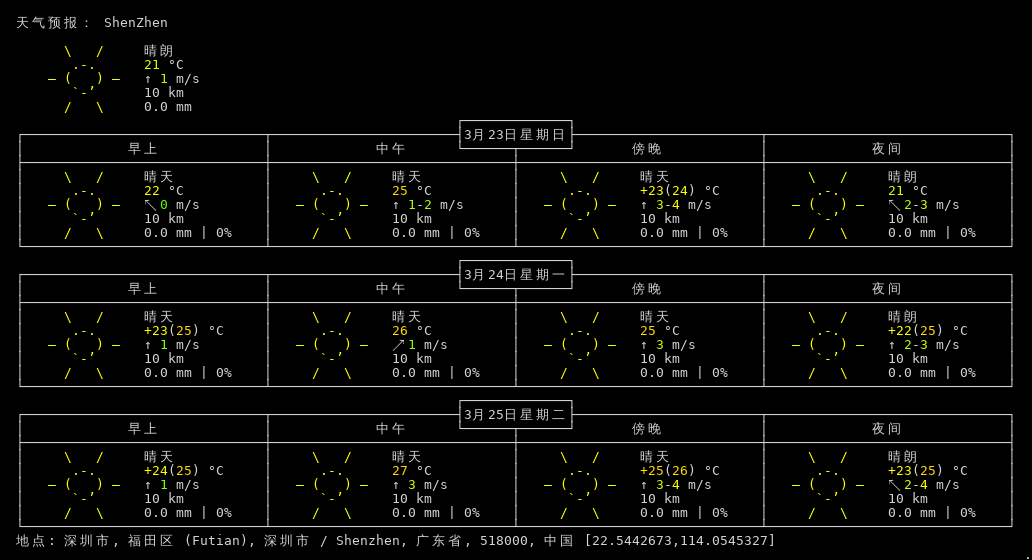 天气预报： ShenZhen
晴朗
21 °C
↑ 1 m/s
10 km
0.0 mm
3月23日星期日
早上 中午 傍晚 夜间
晴天 晴天 晴天 晴朗
22 °C 25 °C +23(24) °C 21 °C
↖ 0 m/s ↑ 1-2 m/s ↑ 3-4 m/s ↖ 2-3 m/s
10 km 10 km 10 km 10 km
0.0 mm | 0% 0.0 mm | 0% 0.0 mm | 0% 0.0 mm | 0%
3月24日星期一
早上 中午 傍晚 夜间
晴天 晴天 晴天 晴朗
+23(25) °C 26 °C 25 °C +22(25) °C
↑ 1 m/s ↗ 1 m/s ↑ 3 m/s ↑ 2-3 m/s
10 km 10 km 10 km 10 km
0.0 mm | 0% 0.0 mm | 0% 0.0 mm | 0% 0.0 mm | 0%
3月25日星期二
早上 中午 傍晚 夜间
晴天 晴天 晴天 晴朗
+24(25) °C 27 °C +25(26) °C +23(25) °C
↑ 1 m/s ↑ 3 m/s ↑ 3-4 m/s ↖ 2-4 m/s
10 km 10 km 10 km 10 km
0.0 mm | 0% 0.0 mm | 0% 0.0 mm | 0% 0.0 mm | 0%
地点: 深圳市, 福田区 (Futian), 深圳市 / Shenzhen, 广东省, 518000, 中国 [22.5442673,114.0545327]